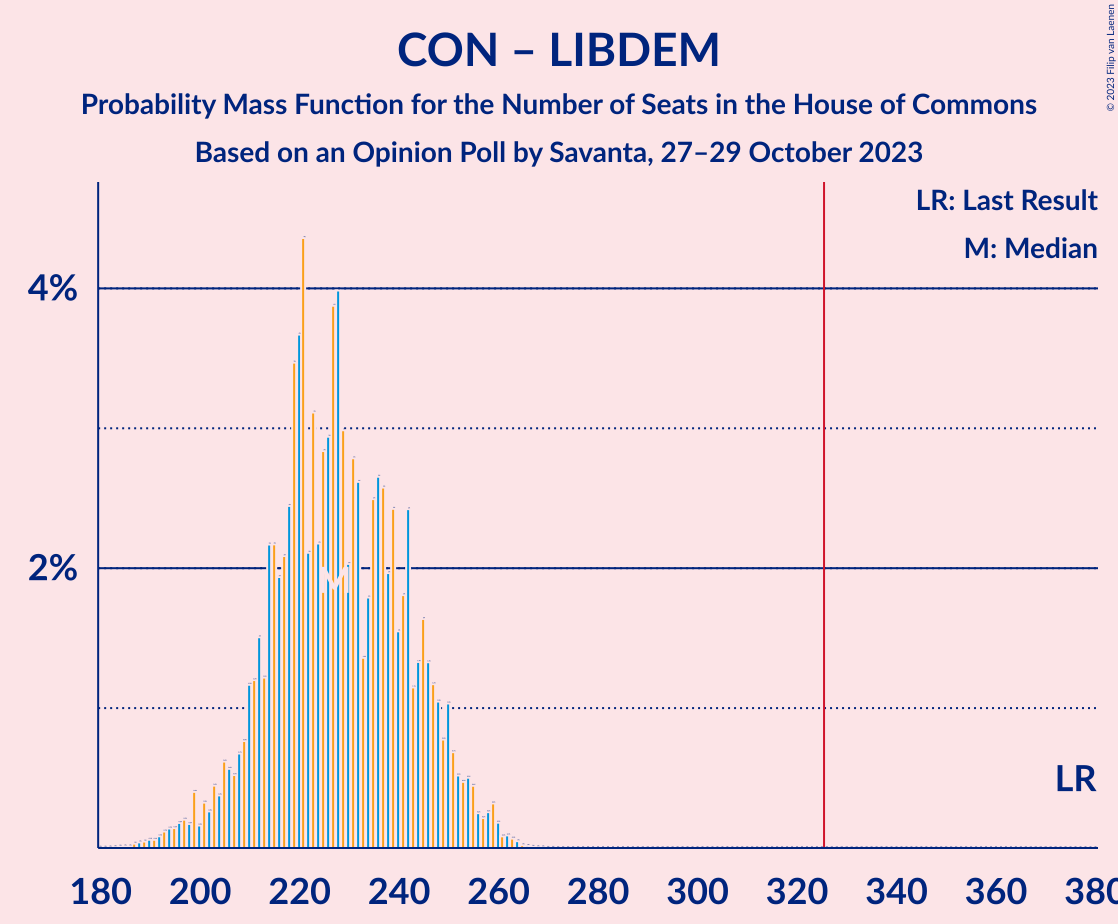 CON – LIBDEM
Probability Mass Function for the Number of Seats in the House of Commons
Based on an Opinion Poll by Savanta, 27–29 October 2023
© 2023 Filip van Laenen
LR: Last Result
M: Median
4%
2%
LR
180 200 220 240 260 280 300 320 340 360 380